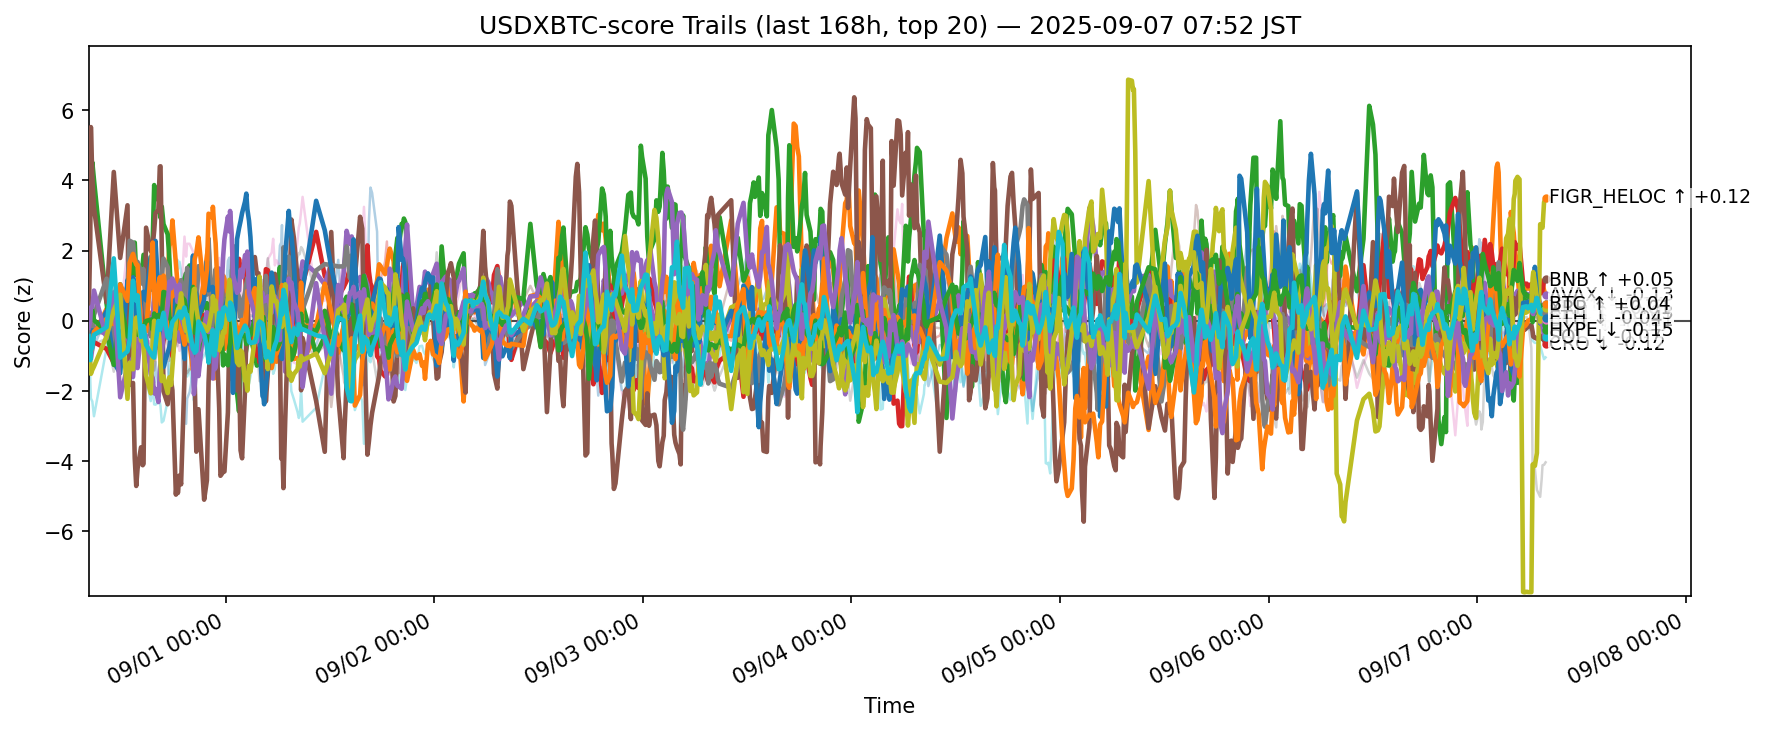 USDXBTC-score Trails (last 168h, top 20) — 2025-09-07 07:52 JST
Score (z)
6
4
2
0
−2
−4
−6
FIGR_HELOC ↑ +0.12
BNB ↑ +0.05
BTC ↑ +0.04
HYPE ↓ -0.15
09/01 00:00
09/02 00:00
09/03 00:00
09/04 00:00
09/05 00:00
09/06 00:00
09/07 00:00
09/08 00:00
Time